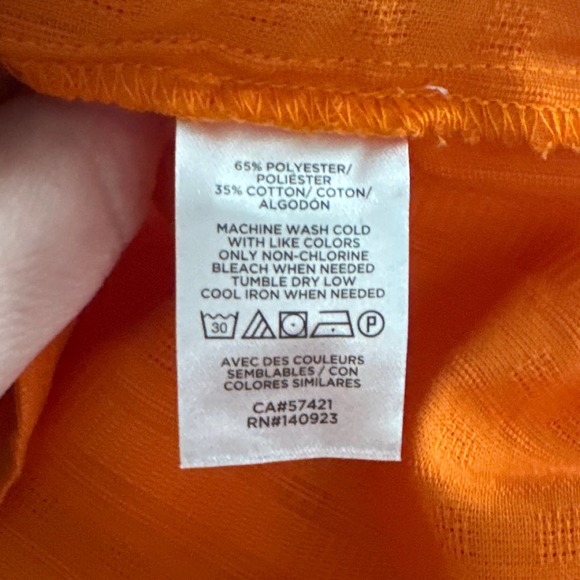 65% POLYESTER/
POLIÉSTER
35% COTTON/ COTON/
ALGODÓN
MACHINE WASH COLD
WITH LIKE COLORS
ONLY NON-CHLORINE
BLEACH WHEN NEEDED
TUMBLE DRY LOW
COOL IRON WHEN NEEDED
30 P
AVEC DES COULEURS
SEMBLABLES / CON
COLORES SIMILARES
CA#57421
RN#140923